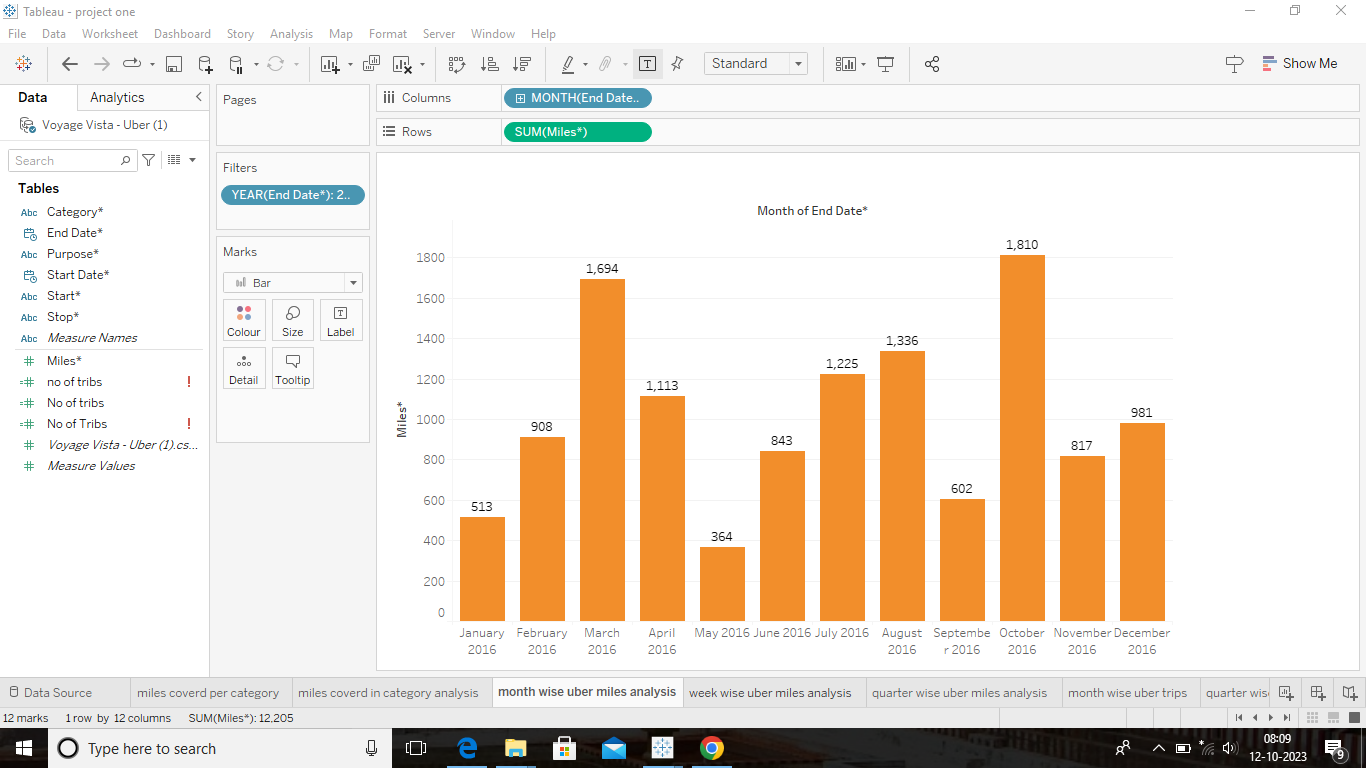 Tableau - project one
File Data Worksheet Dashboard Story Analysis Map Format Server Window Help
Standard
Show Me
Data Analytics
Voyage Vista - Uber (1)
Search
Tables
Abc Category*
End Date*
Abc Purpose*
Start Date*
Abc Start*
Abc Stop*
Abc Measure Names
# Miles*
=# no of tribs !
=# No of tribs
=# No of Tribs !
# Voyage Vista - Uber (1).cs...
# Measure Values
Pages
Filters
YEAR(End Date*): 2..
Marks
Bar
Colour Size Label
Detail Tooltip
Columns MONTH(End Date..
Rows SUM(Miles*)
Month of End Date*
Miles*
1800
1600
1400
1200
1000
800
600
400
200
0
513
908
1,694
1,113
364
843
1,225
1,336
602
1,810
817
981
January
2016
February
2016
March
2016
April
2016
May 2016
June 2016
July 2016
August
2016
Septembe
r 2016
October
2016
November
2016
December
2016
Data Source miles coverd per category miles coverd in category analysis month wise uber miles analysis week wise uber miles analysis quarter wise uber miles analysis month wise uber trips quarter wis
12 marks 1 row by 12 columns SUM(Miles*): 12,205
Type here to search
08:09
12-10-2023
9